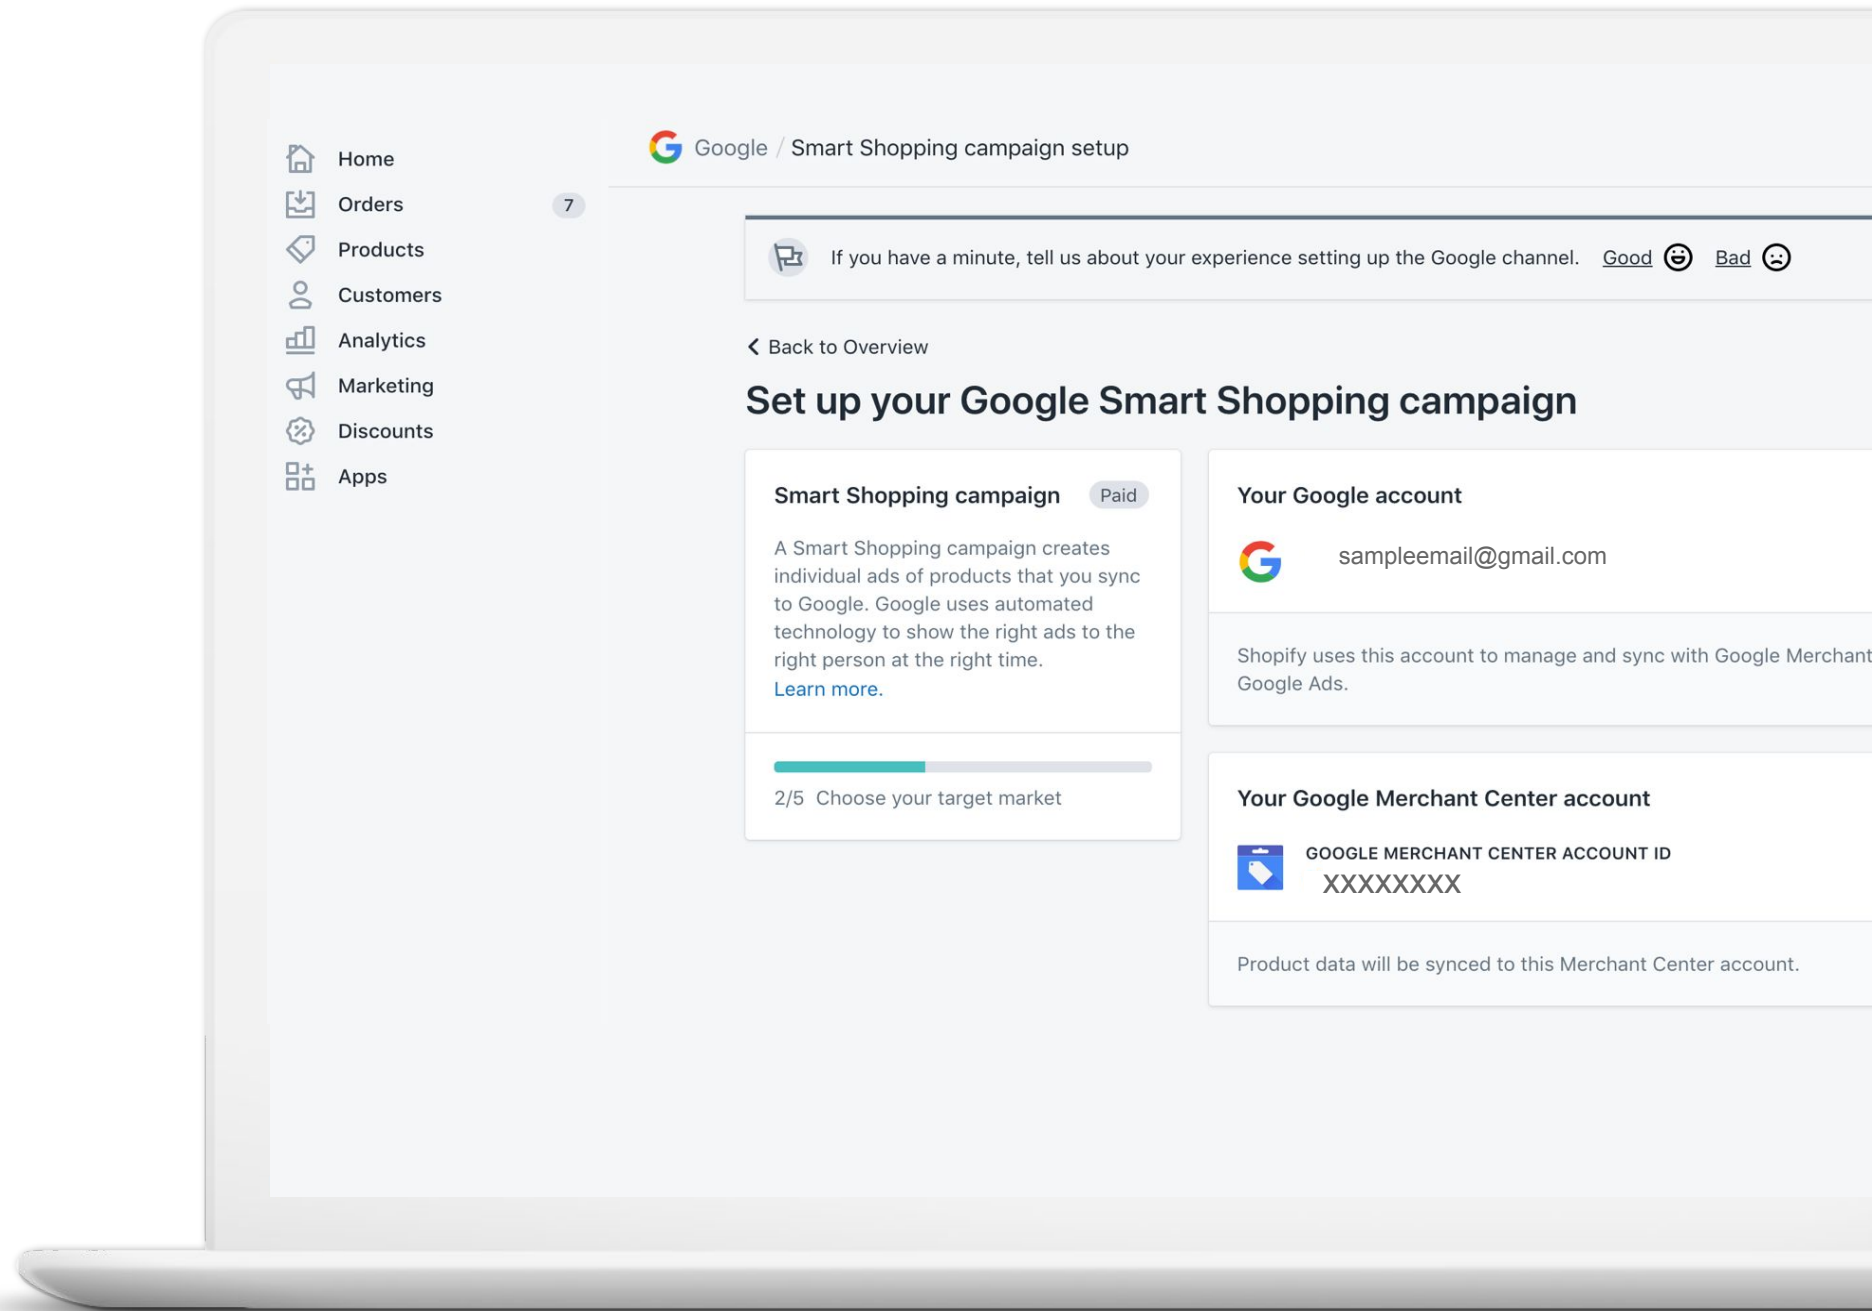 Home
Orders 7
Products
Customers
Analytics
Marketing
Discounts
Apps
Google / Smart Shopping campaign setup
If you have a minute, tell us about your experience setting up the Google channel. Good Bad
Back to Overview
Set up your Google Smart Shopping campaign
Smart Shopping campaign Paid
A Smart Shopping campaign creates
individual ads of products that you sync
to Google. Google uses automated
technology to show the right ads to the
right person at the right time.
Learn more.
2/5 Choose your target market
Your Google account
sampleemail@gmail.com
Shopify uses this account to manage and sync with Google Merchant
Google Ads.
Your Google Merchant Center account
GOOGLE MERCHANT CENTER ACCOUNT ID
XXXXXXXX
Product data will be synced to this Merchant Center account.